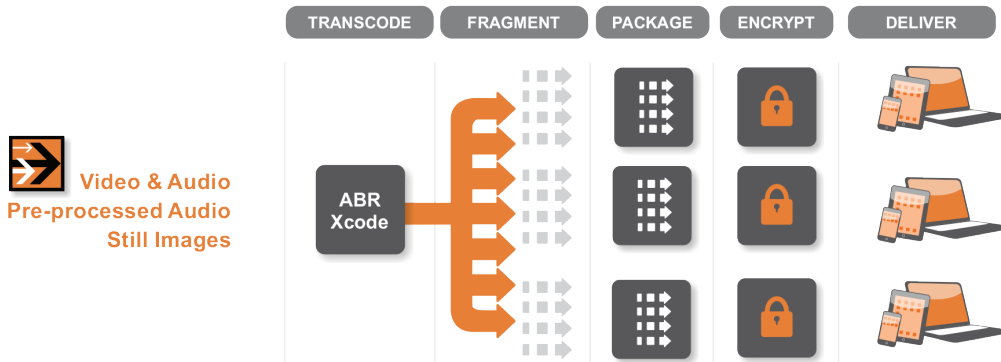 TRANSCODE
FRAGMENT
PACKAGE
ENCRYPT
DELIVER
Video & Audio
Pre-processed Audio
Still Images
ABR
Xcode